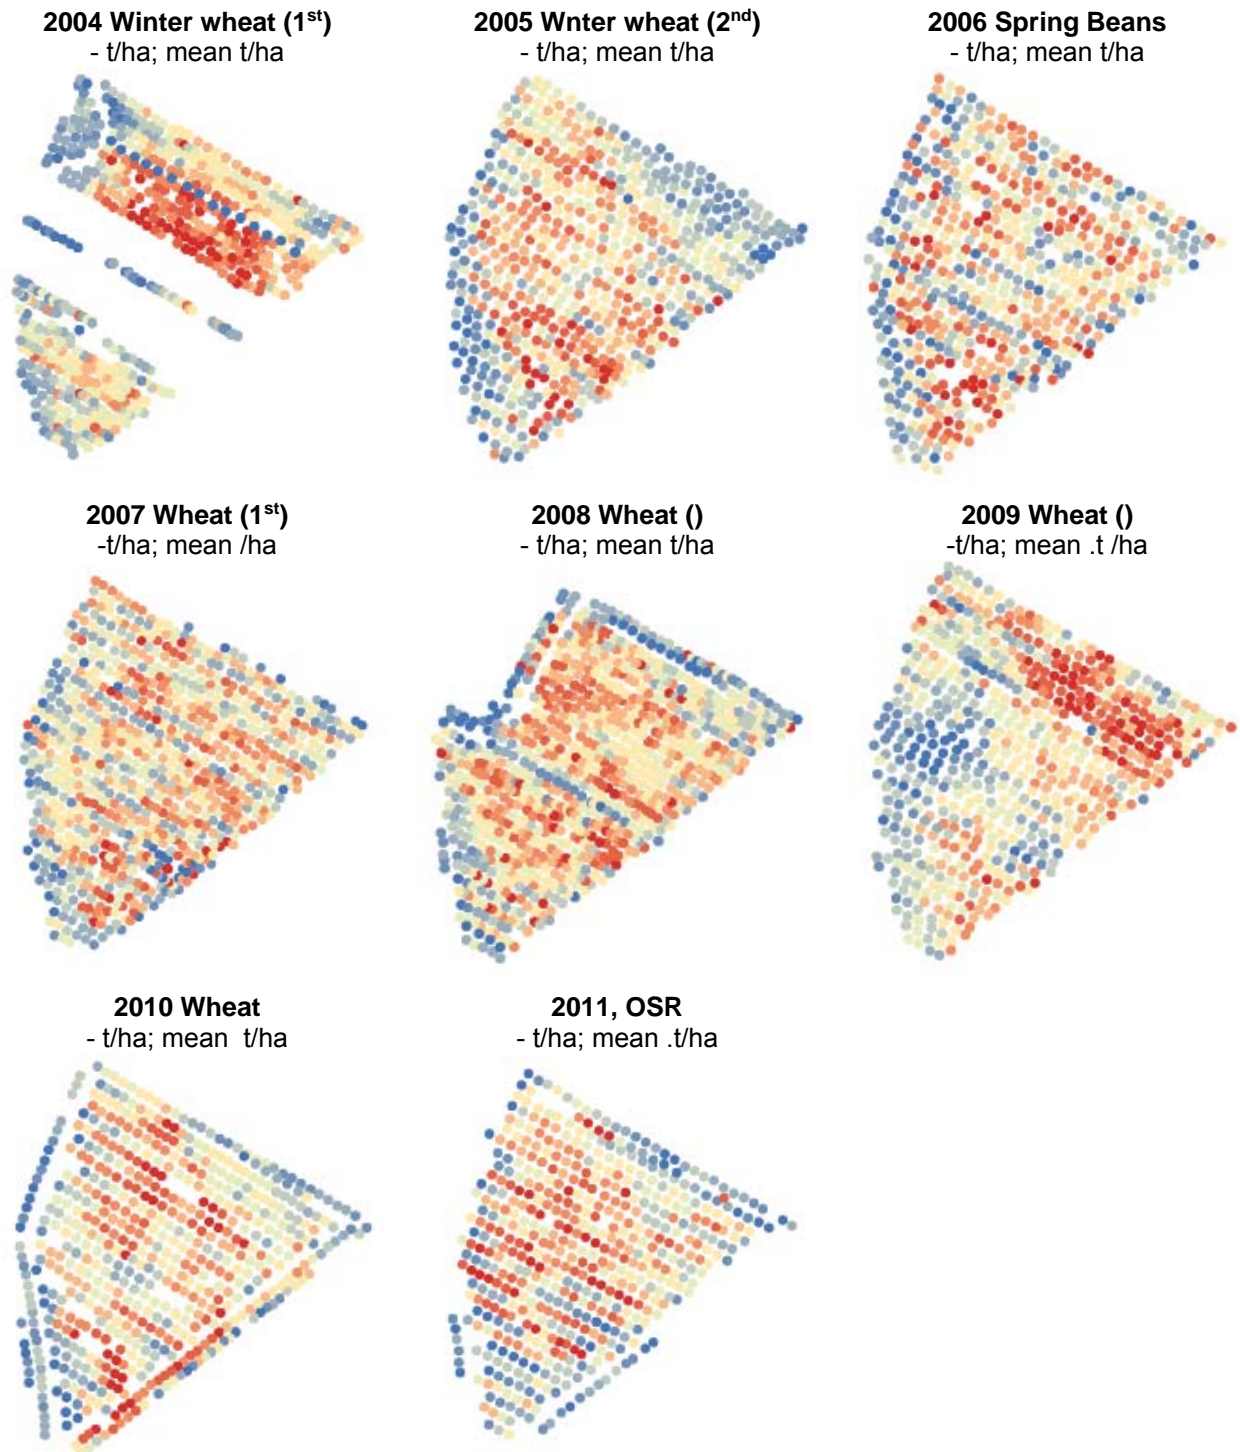 2004 Winter wheat (1st)
- t/ha; mean t/ha
2005 Wnter wheat (2nd)
- t/ha; mean t/ha
2006 Spring Beans
- t/ha; mean t/ha
2007 Wheat (1st)
-t/ha; mean /ha
2008 Wheat ()
- t/ha; mean t/ha
2009 Wheat ()
-t/ha; mean .t /ha
2010 Wheat
- t/ha; mean t/ha
2011, OSR
- t/ha; mean .t/ha